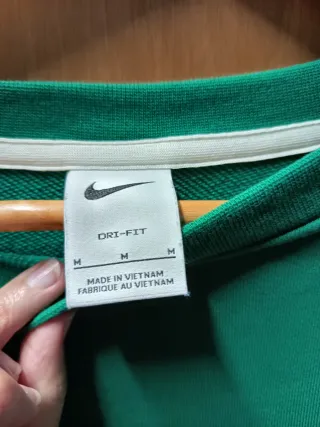 DRI-FIT
M M M
MADE IN VIETNAM
FABRIQUE AU VIETNAM